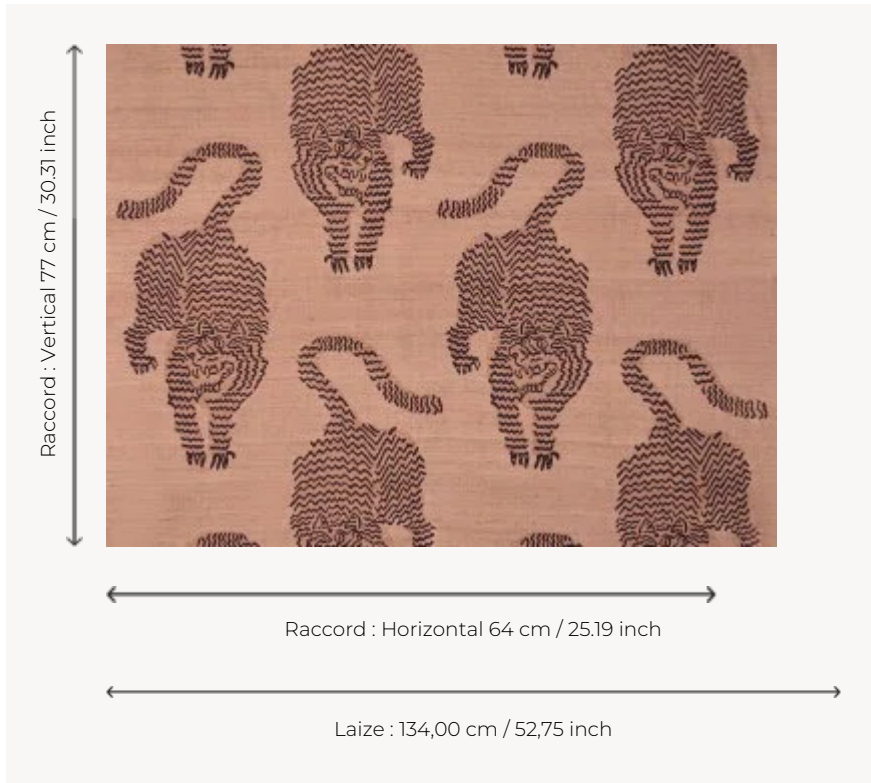 Raccord : Vertical 77 cm / 30.31 inch
Raccord : Horizontal 64 cm / 25.19 inch
Laize : 134,00 cm / 52,75 inch